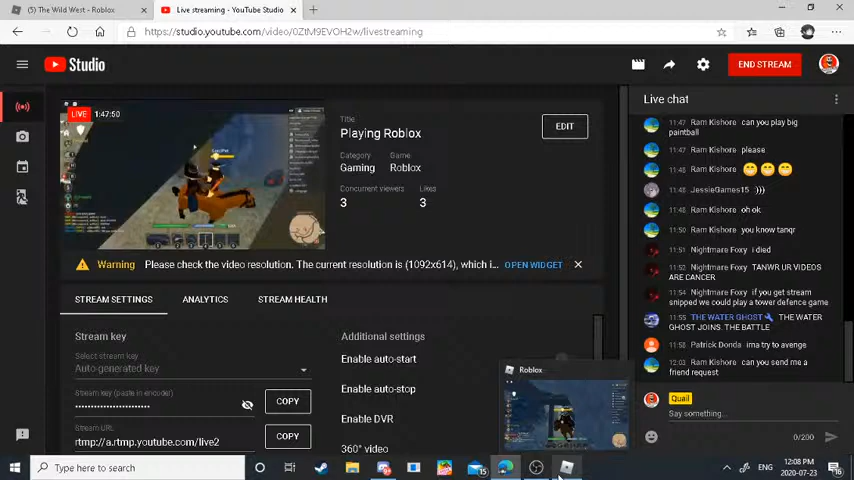 (5) The Wild West - Roblox
Live streaming - YouTube Studio
https://studio.youtube.com/video/0ZtM9EVOH2w/livestreaming
Studio
END STREAM
LIVE 1:47:50
Title
Playing Roblox
EDIT
Category Game
Gaming Roblox
Concurrent viewers Likes
3 3
Warning Please check the video resolution. The current resolution is (1092x614), which i... OPEN WIDGET
STREAM SETTINGS ANALYTICS STREAM HEALTH
Stream key
Select stream key
Auto-generated key
Stream key (paste in encoder)
COPY
Stream URL
rtmp://a.rtmp.youtube.com/live2
COPY
Additional settings
Enable auto-start
Enable auto-stop
Enable DVR
360° video
Roblox
Live chat
11:47 Ram Kishore can you play big
paintball
11:47 Ram Kishore please
11:48 Ram Kishore 😁😁😁
11:48 JessieGames15 :)))
11:48 Ram Kishore oh ok
11:50 Ram Kishore you know tanqr
11:51 Nightmare Foxy i died
11:52 Nightmare Foxy TANWR UR VIDEOS
ARE CANCER
11:54 Nightmare Foxy if you get stream
snipped we could play a tower defence game
11:55 THE WATER GHOST THE WATER
GHOST JOINS. THE BATTLE
11:58 Patrick Donda ima try to avenge
12:03 Ram Kishore can you send me a
friend request
Quail
Say something...
0/200
Type here to search
15
ENG
12:08 PM
2020-07-23
16